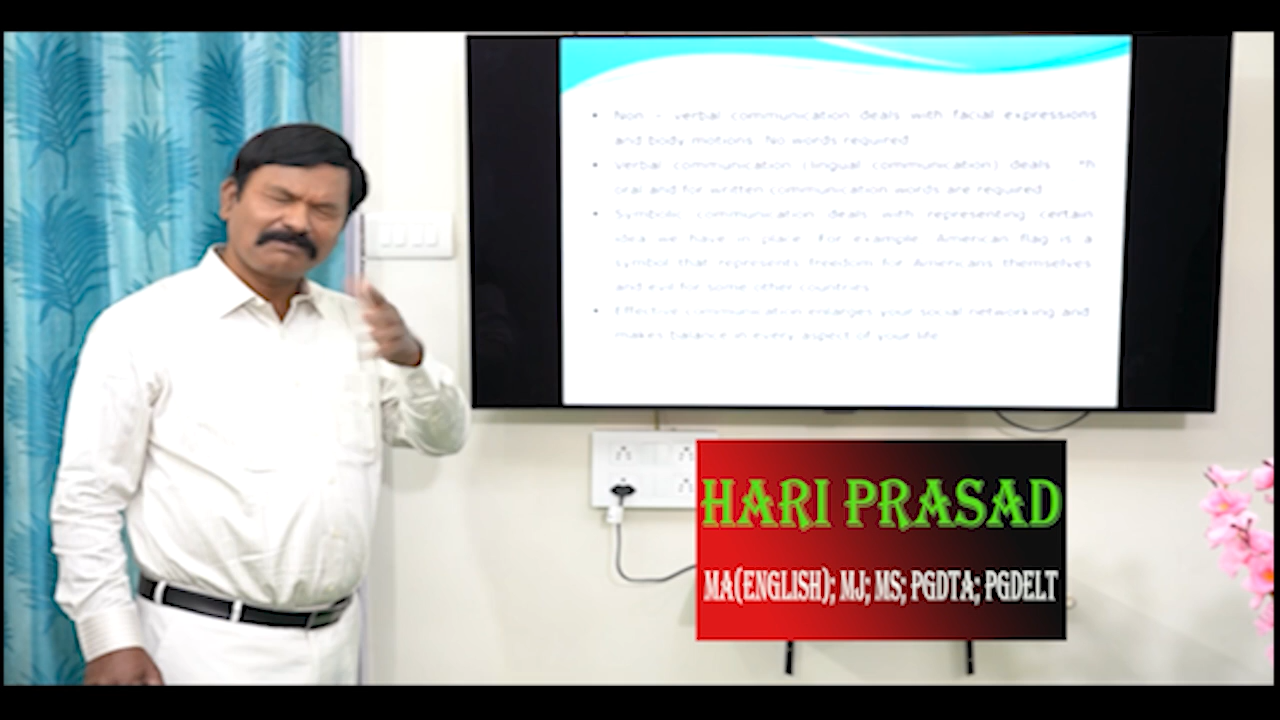 Non - verbal communication deals with facial expressions
and body motions. No words required.
verbal communication (lingual communication) deals
oral and for written communication words are required.
Symbolic communication deals with representing certain
idea we have in place. For example. American flag is a
symbol that represents freedom for Americans themselves
and evil for some other countries.
Effective communication enlarges your social networking and
makes balance in every aspect of your life.
HARI PRASAD
MA(ENGLISH); MJ; MS; PGDTA; PGDELT